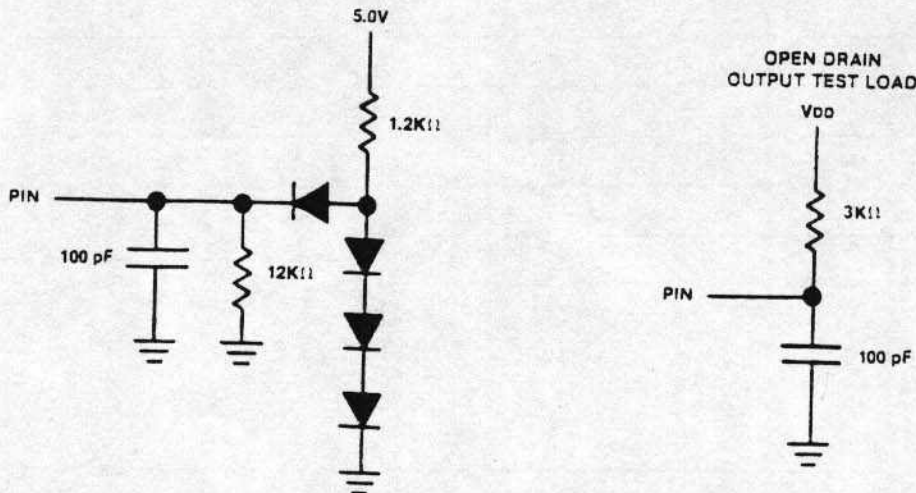 5.0V
1.2KΩ
PIN
100 pF
12KΩ
OPEN DRAIN
OUTPUT TEST LOAD
VDD
3KΩ
PIN
100 pF